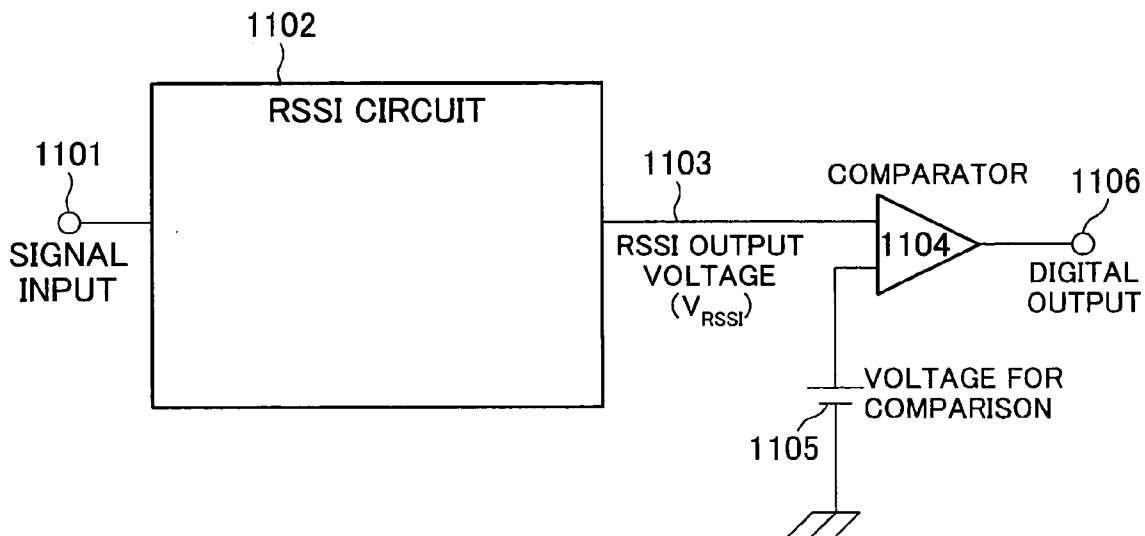 1102
RSSI CIRCUIT
1101
SIGNAL
INPUT
1103
RSSI OUTPUT
VOLTAGE
(VRSSI)
COMPARATOR
1104
1106
DIGITAL
OUTPUT
VOLTAGE FOR
COMPARISON
1105